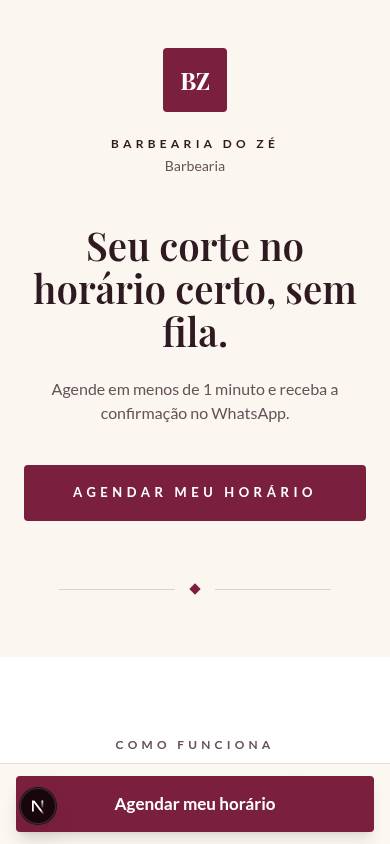 BZ
BARBEARIA DO ZÉ
Barbearia
Seu corte no
horário certo, sem
fila.
Agende em menos de 1 minuto e receba a
confirmação no WhatsApp.
AGENDAR MEU HORÁRIO
COMO FUNCIONA
N
Agendar meu horário